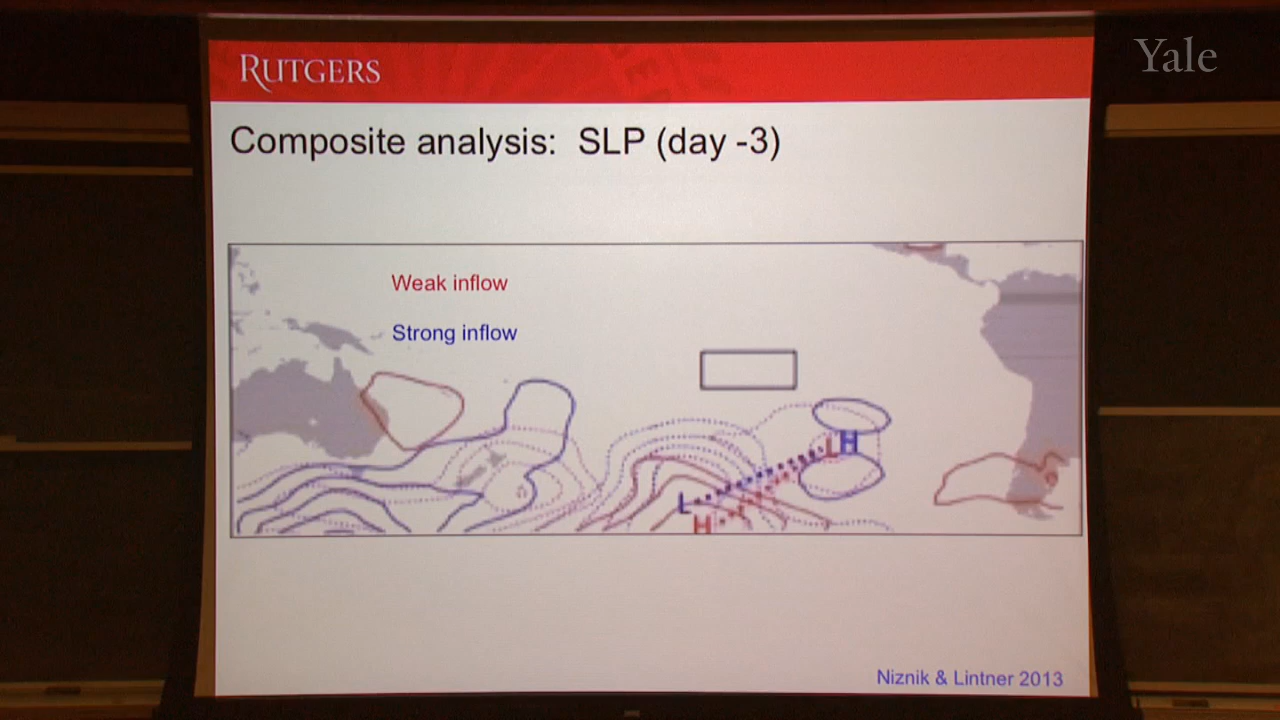 Yale
RUTGERS
Composite analysis: SLP (day -3)
Weak inflow
Strong inflow
L H
L
H
Niznik & Lintner 2013